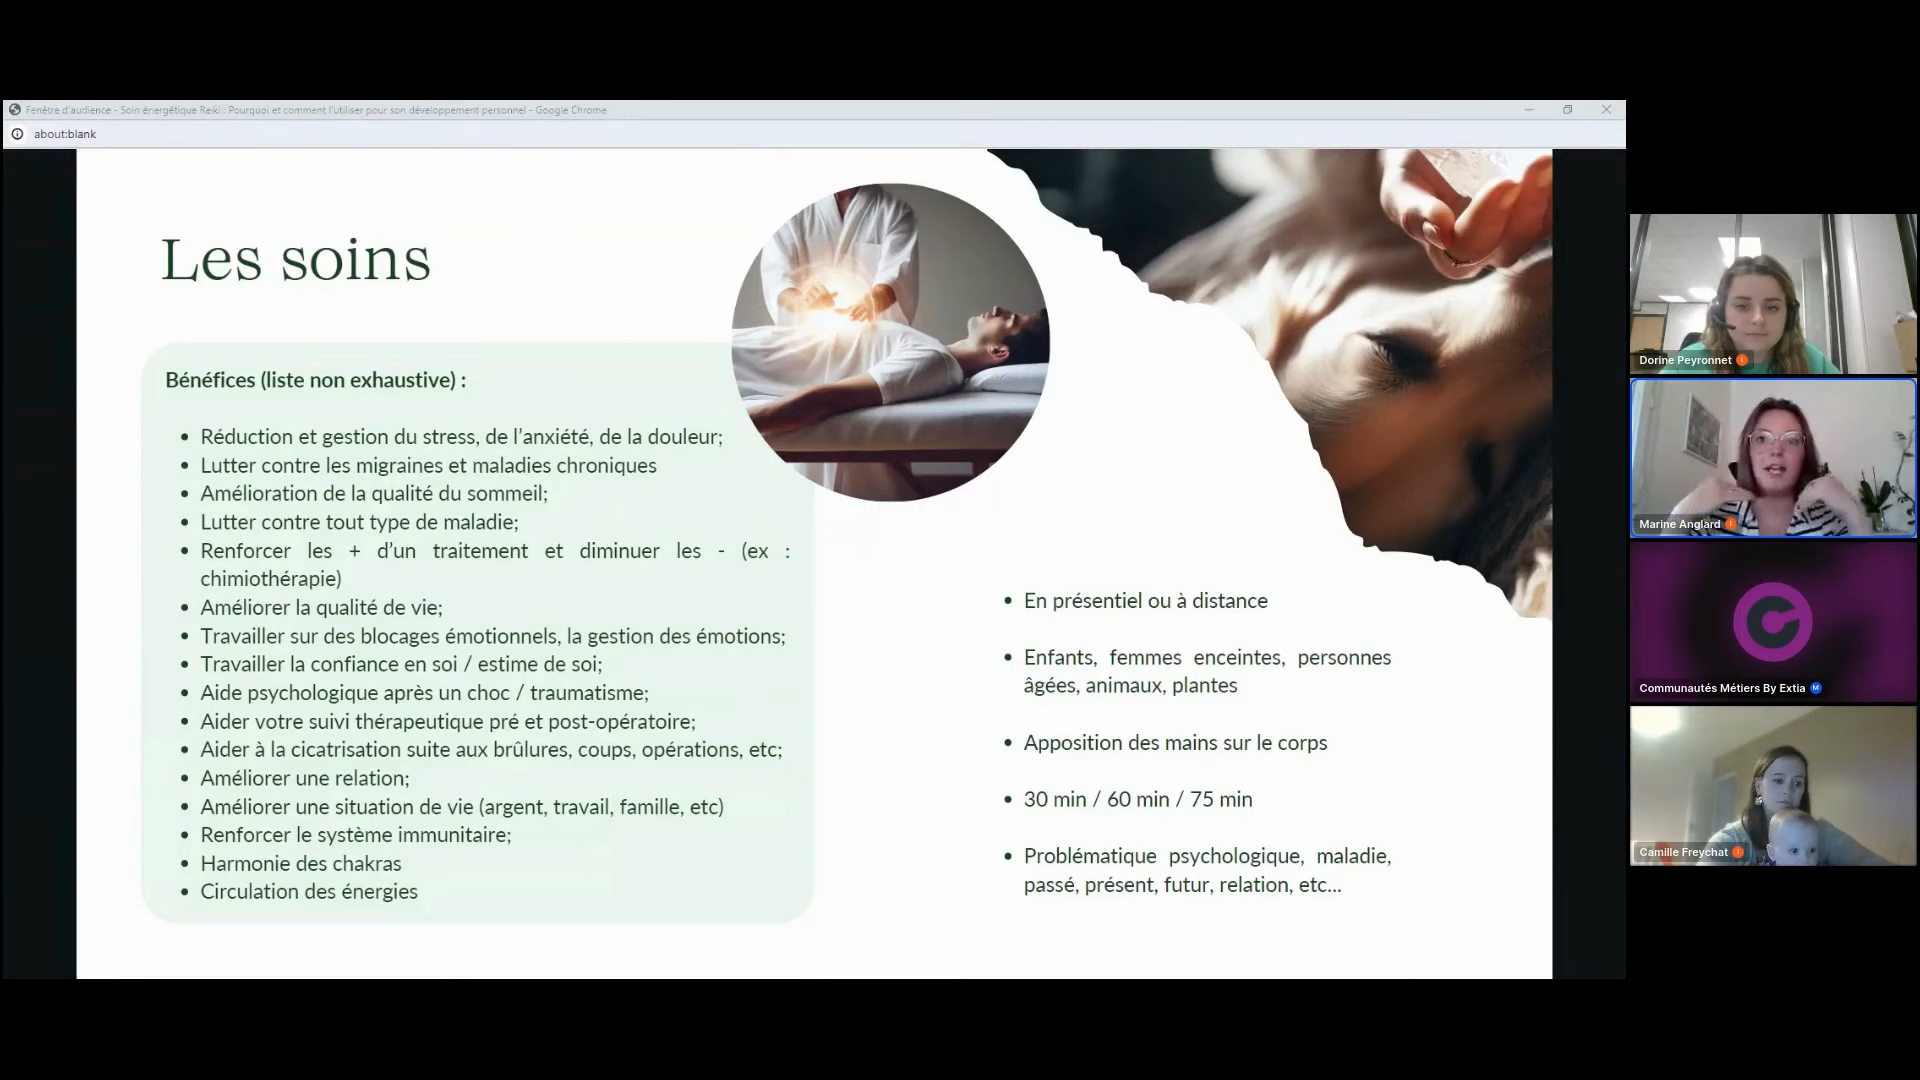 Fenêtre d'audience - Soin énergétique Reiki : Pourquoi et comment l'utiliser pour son développement personnel - Google Chrome
about:blank
Les soins
Bénéfices (liste non exhaustive) :
• Réduction et gestion du stress, de l'anxiété, de la douleur;
• Lutter contre les migraines et maladies chroniques
• Amélioration de la qualité du sommeil;
• Lutter contre tout type de maladie;
• Renforcer les + d'un traitement et diminuer les - (ex :
chimiothérapie)
• Améliorer la qualité de vie;
• Travailler sur des blocages émotionnels, la gestion des émotions;
• Travailler la confiance en soi / estime de soi;
• Aide psychologique après un choc / traumatisme;
• Aider votre suivi thérapeutique pré et post-opératoire;
• Aider à la cicatrisation suite aux brûlures, coups, opérations, etc;
• Améliorer une relation;
• Améliorer une situation de vie (argent, travail, famille, etc)
• Renforcer le système immunitaire;
• Harmonie des chakras
• Circulation des énergies
• En présentiel ou à distance
• Enfants, femmes enceintes, personnes
âgées, animaux, plantes
• Apposition des mains sur le corps
• 30 min / 60 min / 75 min
• Problématique psychologique, maladie,
passé, présent, futur, relation, etc...
Dorine Peyronnet
Marine Anglard
Communautés Métiers By Extia M
Camille Freychat